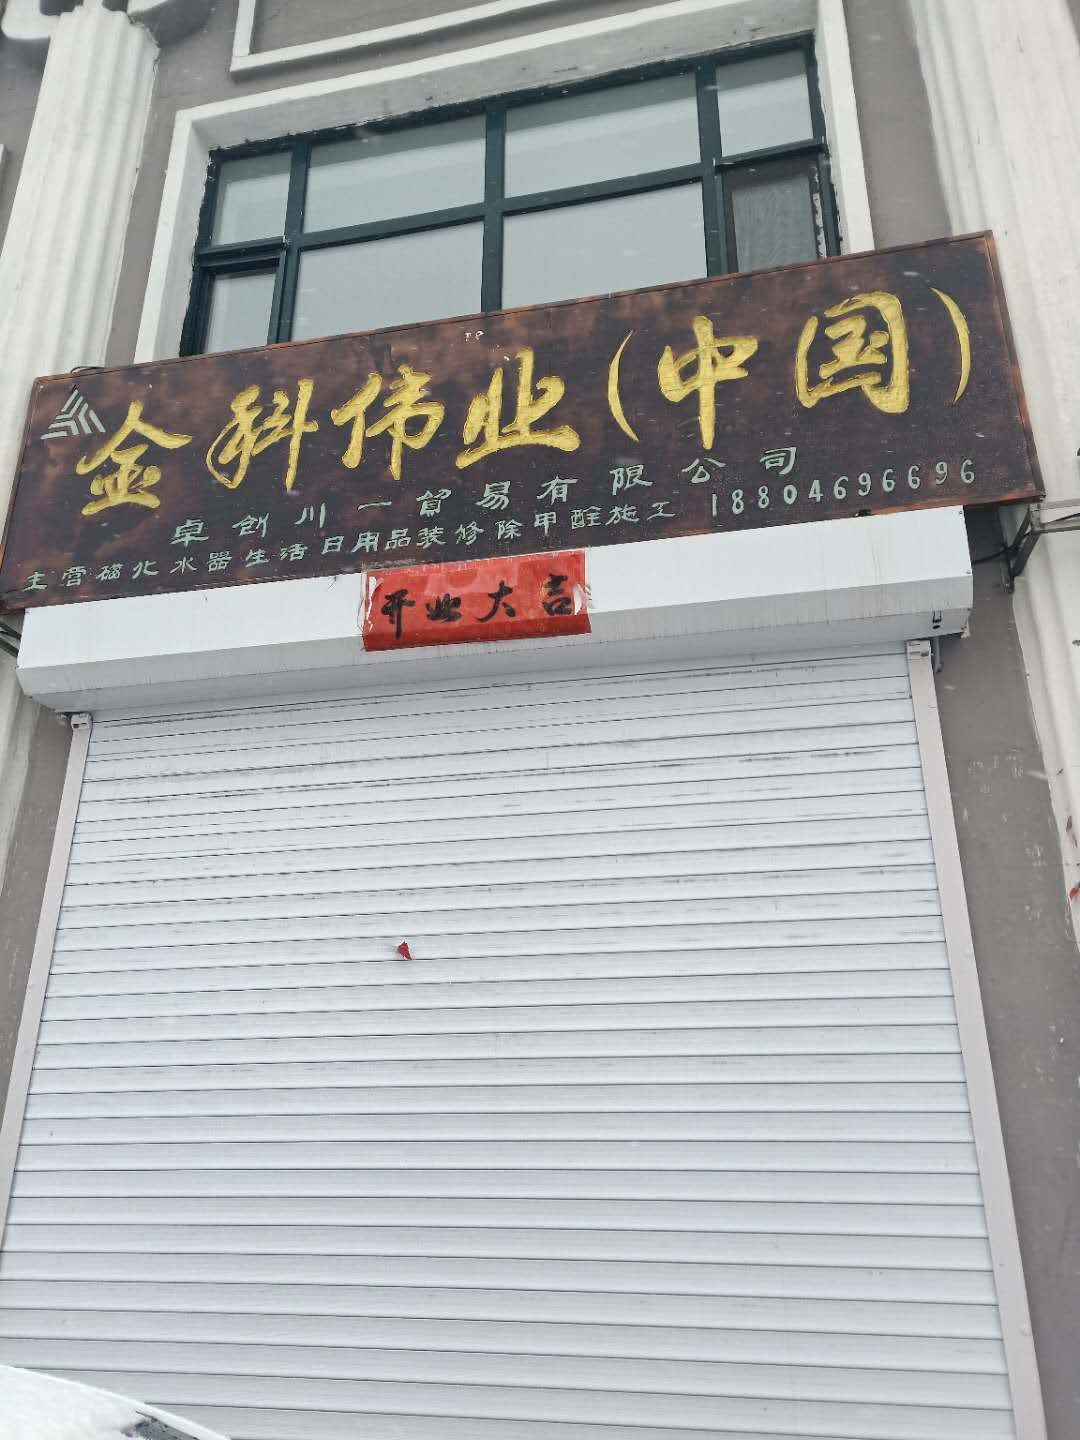 金科伟业(中国)
卓创川一貿易有限公司
主营磁化水器生活日用品装修除甲醛施工 18804696696
开业大吉